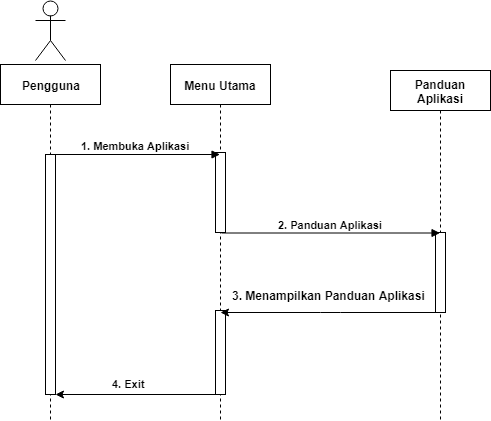 Pengguna
Menu Utama
Panduan
Aplikasi
1. Membuka Aplikasi
2. Panduan Aplikasi
3. Menampilkan Panduan Aplikasi
4. Exit